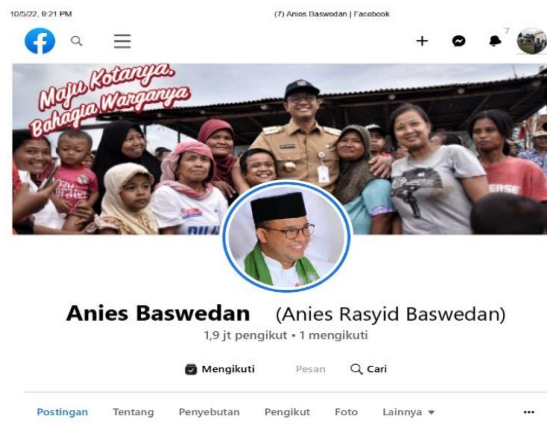 10/5/22, 9:21 PM
(7) Anies Baswedan | Facebook
7
Maju Kotanya,
Bahagia Warganya
Anies Baswedan (Anies Rasyid Baswedan)
1,9 jt pengikut • 1 mengikuti
Mengikuti Pesan Cari
Postingan Tentang Penyebutan Pengikut Foto Lainnya